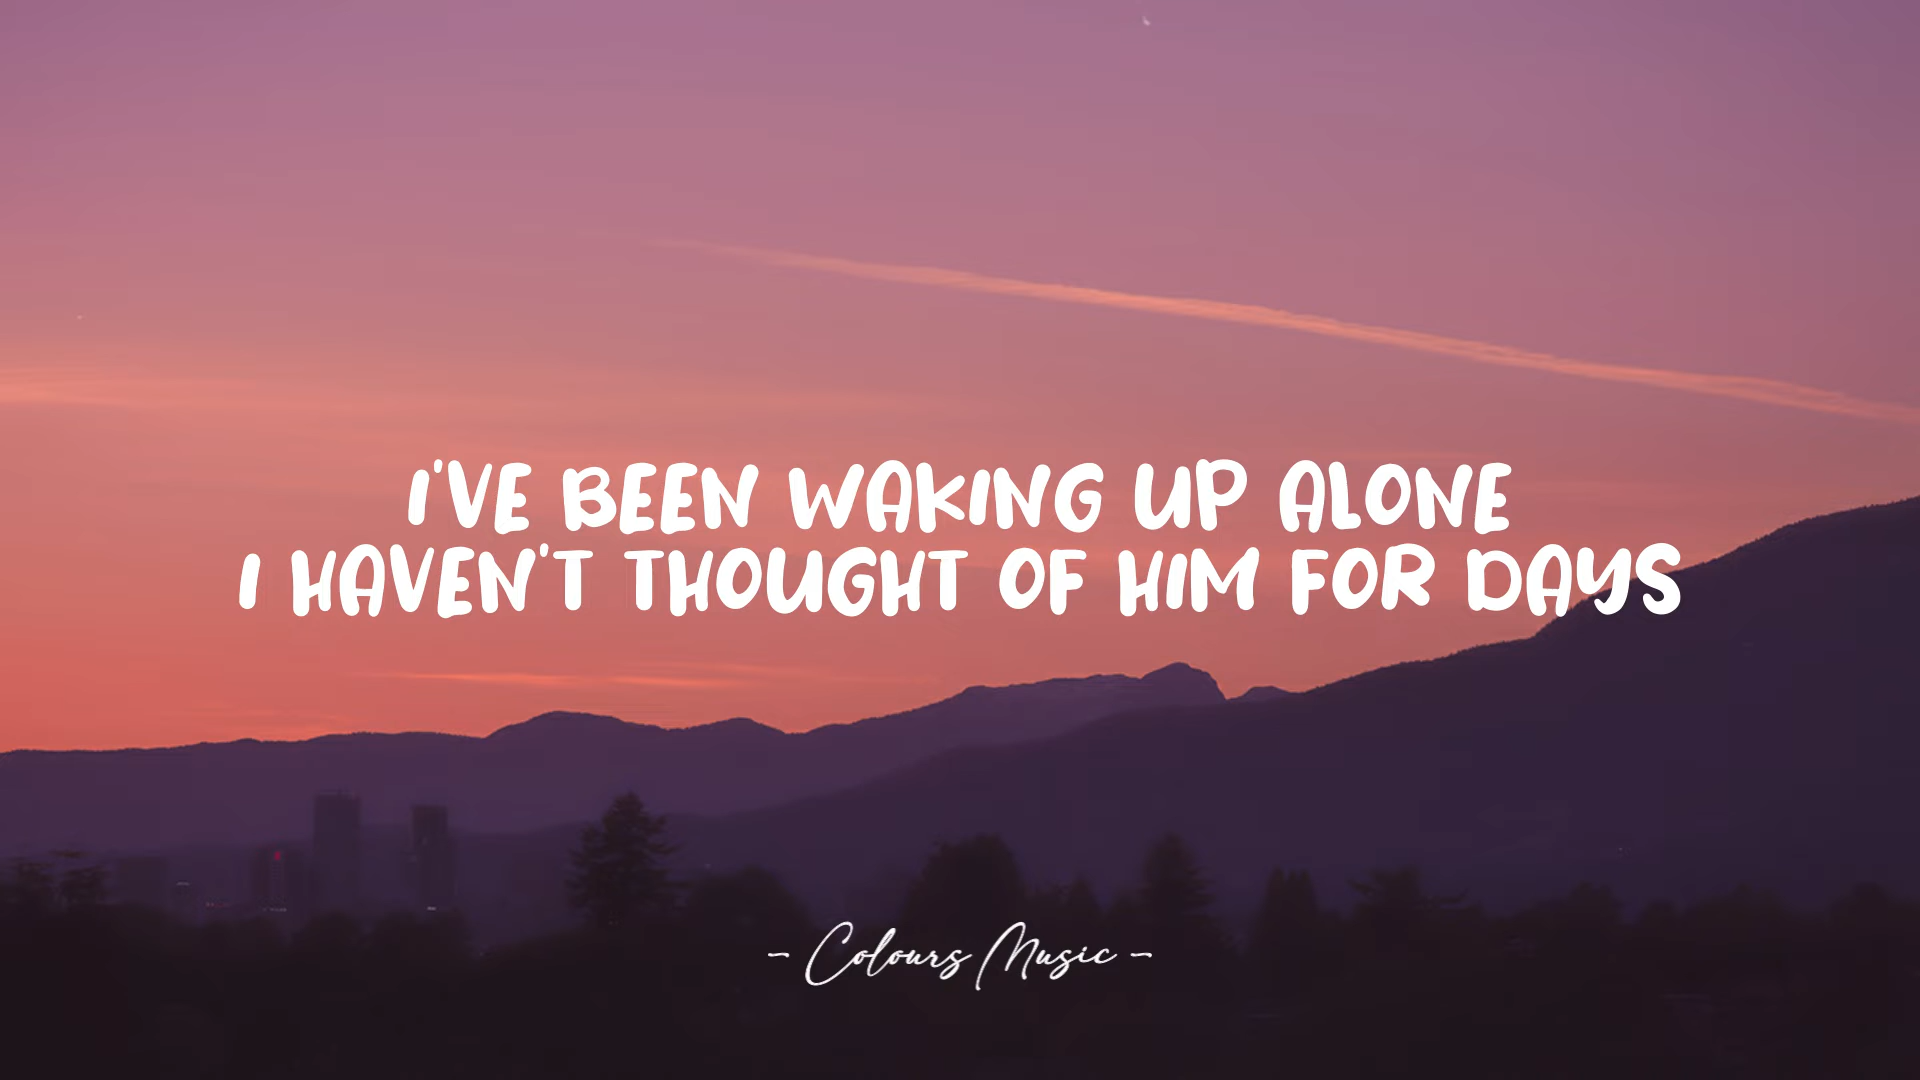 I'VE BEEN WAKING UP ALONE
I HAVEN'T THOUGHT OF HIM FOR DAYS
- Colours Music -